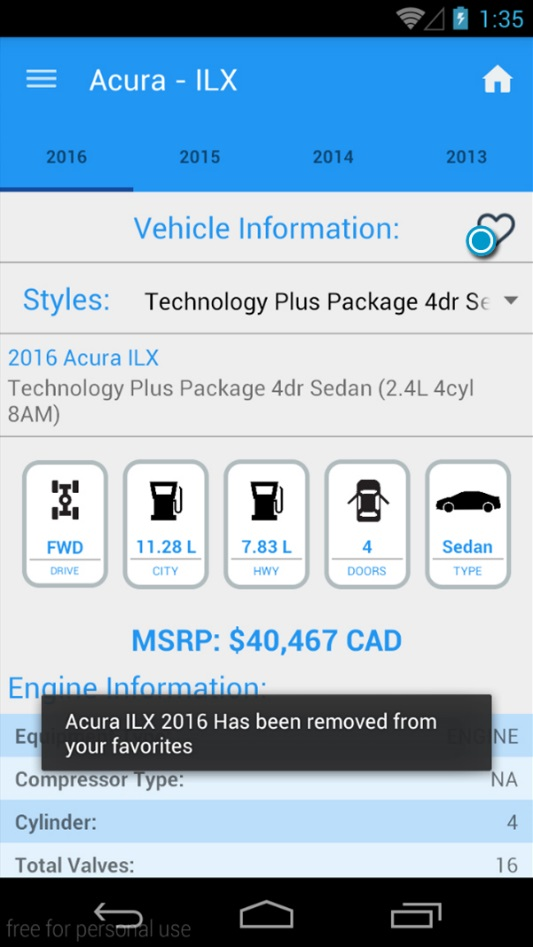 1:35
Acura - ILX
2016 2015 2014 2013
Vehicle Information:
Styles: Technology Plus Package 4dr Se
2016 Acura ILX
Technology Plus Package 4dr Sedan (2.4L 4cyl
8AM)
FWD 11.28 L 7.83 L 4 Sedan
DRIVE CITY HWY DOORS TYPE
MSRP: $40,467 CAD
Engine Information:
Acura ILX 2016 Has been removed from
your favorites
Compressor Type: NA
Cylinder: 4
Total Valves: 16
free for personal use